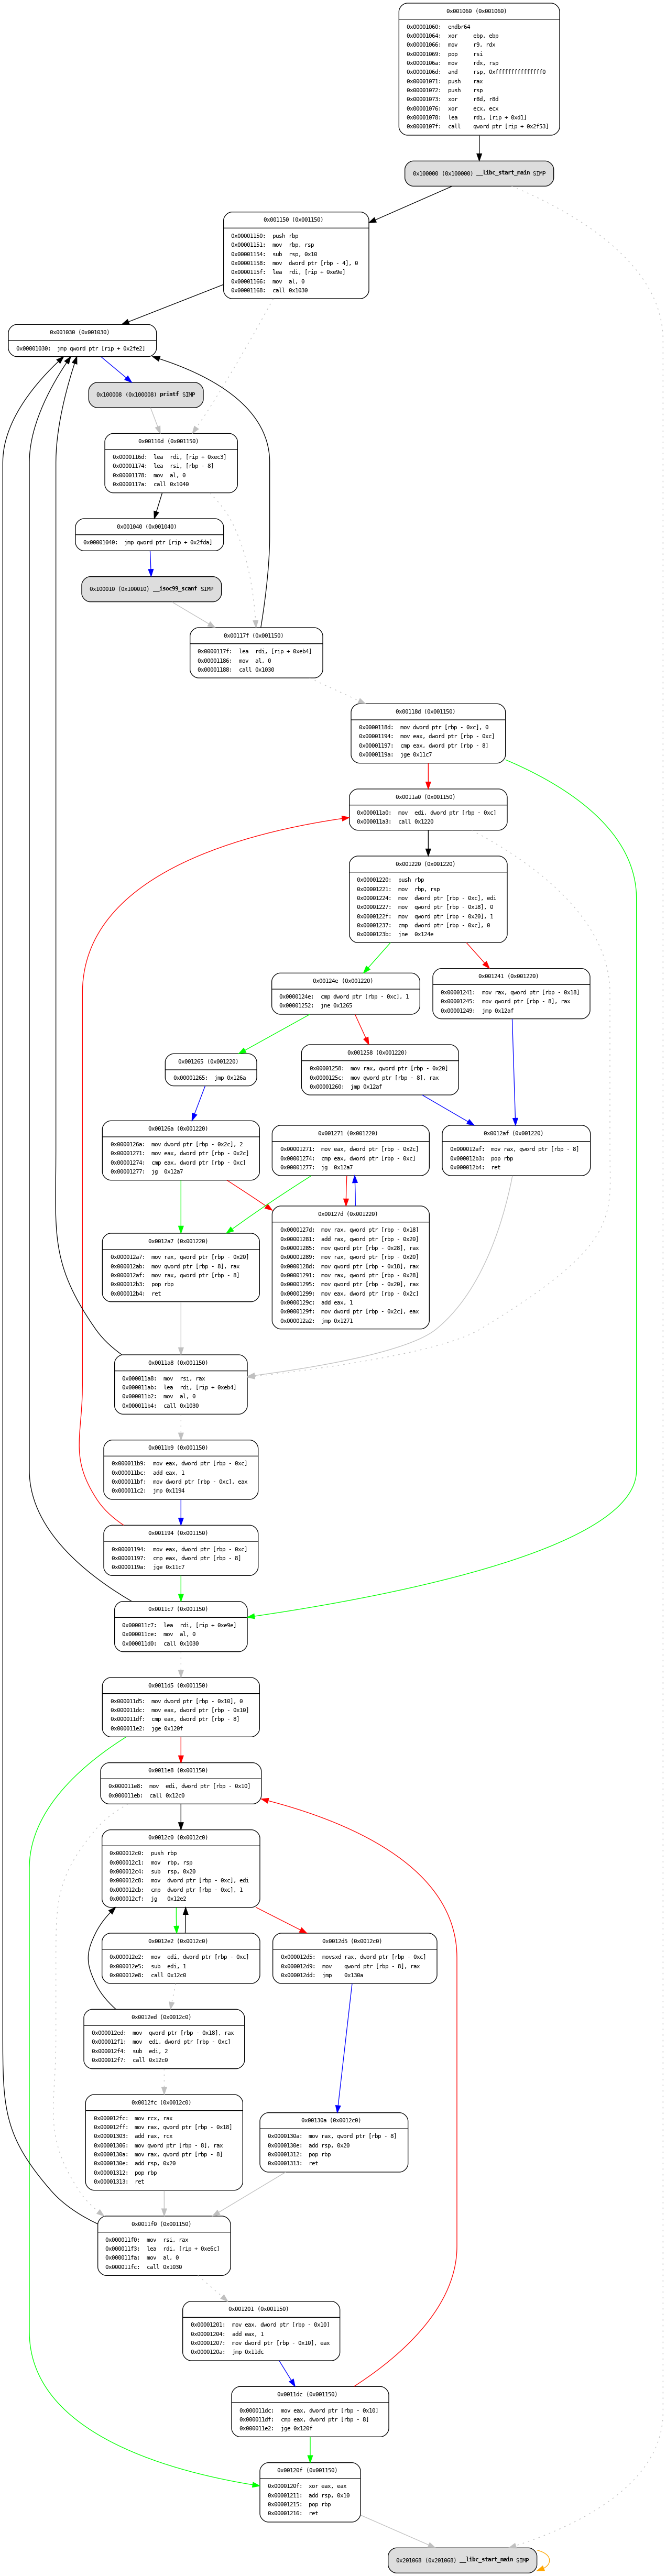 0x001060 (0x001060)
0x00001060: endbr64
0x00001064: xor ebp, ebp
0x00001066: mov r9, rdx
0x00001069: pop rsi
0x0000106a: mov rdx, rsp
0x0000106d: and rsp, 0xfffffffffffffff0
0x00001071: push rax
0x00001072: push rsp
0x00001073: xor r8d, r8d
0x00001076: xor ecx, ecx
0x00001078: lea rdi, [rip + 0xd1]
0x0000107f: call qword ptr [rip + 0x2f53]
0x100000 (0x100000) __libc_start_main SIMP
0x001150 (0x001150)
0x00001150: push rbp
0x00001151: mov rbp, rsp
0x00001154: sub rsp, 0x10
0x00001158: mov dword ptr [rbp - 4], 0
0x0000115f: lea rdi, [rip + 0xe9e]
0x00001166: mov al, 0
0x00001168: call 0x1030
0x001030 (0x001030)
0x00001030: jmp qword ptr [rip + 0x2fe2]
0x100008 (0x100008) printf SIMP
0x00116d (0x001150)
0x0000116d: lea rdi, [rip + 0xec3]
0x00001174: lea rsi, [rbp - 8]
0x00001178: mov al, 0
0x0000117a: call 0x1040
0x001040 (0x001040)
0x00001040: jmp qword ptr [rip + 0x2fda]
0x100010 (0x100010) __isoc99_scanf SIMP
0x00117f (0x001150)
0x0000117f: lea rdi, [rip + 0xeb4]
0x00001186: mov al, 0
0x00001188: call 0x1030
0x00118d (0x001150)
0x0000118d: mov dword ptr [rbp - 0xc], 0
0x00001194: mov eax, dword ptr [rbp - 0xc]
0x00001197: cmp eax, dword ptr [rbp - 8]
0x0000119a: jge 0x11c7
0x0011a0 (0x001150)
0x000011a0: mov edi, dword ptr [rbp - 0xc]
0x000011a3: call 0x1220
0x001220 (0x001220)
0x00001220: push rbp
0x00001221: mov rbp, rsp
0x00001224: mov dword ptr [rbp - 0xc], edi
0x00001227: mov qword ptr [rbp - 0x18], 0
0x0000122f: mov qword ptr [rbp - 0x20], 1
0x00001237: cmp dword ptr [rbp - 0xc], 0
0x0000123b: jne 0x124e
0x00124e (0x001220)
0x0000124e: cmp dword ptr [rbp - 0xc], 1
0x00001252: jne 0x1265
0x001241 (0x001220)
0x00001241: mov rax, qword ptr [rbp - 0x18]
0x00001245: mov qword ptr [rbp - 8], rax
0x00001249: jmp 0x12af
0x001265 (0x001220)
0x00001265: jmp 0x126a
0x001258 (0x001220)
0x00001258: mov rax, qword ptr [rbp - 0x20]
0x0000125c: mov qword ptr [rbp - 8], rax
0x00001260: jmp 0x12af
0x00126a (0x001220)
0x0000126a: mov dword ptr [rbp - 0x2c], 2
0x00001271: mov eax, dword ptr [rbp - 0x2c]
0x00001274: cmp eax, dword ptr [rbp - 0xc]
0x00001277: jg 0x12a7
0x001271 (0x001220)
0x00001271: mov eax, dword ptr [rbp - 0x2c]
0x00001274: cmp eax, dword ptr [rbp - 0xc]
0x00001277: jg 0x12a7
0x0012af (0x001220)
0x000012af: mov rax, qword ptr [rbp - 8]
0x000012b3: pop rbp
0x000012b4: ret
0x00127d (0x001220)
0x0000127d: mov rax, qword ptr [rbp - 0x18]
0x00001281: add rax, qword ptr [rbp - 0x20]
0x00001285: mov qword ptr [rbp - 0x28], rax
0x00001289: mov rax, qword ptr [rbp - 0x20]
0x0000128d: mov qword ptr [rbp - 0x18], rax
0x00001291: mov rax, qword ptr [rbp - 0x28]
0x00001295: mov qword ptr [rbp - 0x20], rax
0x00001299: mov eax, dword ptr [rbp - 0x2c]
0x0000129c: add eax, 1
0x0000129f: mov dword ptr [rbp - 0x2c], eax
0x000012a2: jmp 0x1271
0x0012a7 (0x001220)
0x000012a7: mov rax, qword ptr [rbp - 0x20]
0x000012ab: mov qword ptr [rbp - 8], rax
0x000012af: mov rax, qword ptr [rbp - 8]
0x000012b3: pop rbp
0x000012b4: ret
0x0011a8 (0x001150)
0x000011a8: mov rsi, rax
0x000011ab: lea rdi, [rip + 0xeb4]
0x000011b2: mov al, 0
0x000011b4: call 0x1030
0x0011b9 (0x001150)
0x000011b9: mov eax, dword ptr [rbp - 0xc]
0x000011bc: add eax, 1
0x000011bf: mov dword ptr [rbp - 0xc], eax
0x000011c2: jmp 0x1194
0x001194 (0x001150)
0x00001194: mov eax, dword ptr [rbp - 0xc]
0x00001197: cmp eax, dword ptr [rbp - 8]
0x0000119a: jge 0x11c7
0x0011c7 (0x001150)
0x000011c7: lea rdi, [rip + 0xe9e]
0x000011ce: mov al, 0
0x000011d0: call 0x1030
0x0011d5 (0x001150)
0x000011d5: mov dword ptr [rbp - 0x10], 0
0x000011dc: mov eax, dword ptr [rbp - 0x10]
0x000011df: cmp eax, dword ptr [rbp - 8]
0x000011e2: jge 0x120f
0x0011e8 (0x001150)
0x000011e8: mov edi, dword ptr [rbp - 0x10]
0x000011eb: call 0x12c0
0x0012c0 (0x0012c0)
0x000012c0: push rbp
0x000012c1: mov rbp, rsp
0x000012c4: sub rsp, 0x20
0x000012c8: mov dword ptr [rbp - 0xc], edi
0x000012cb: cmp dword ptr [rbp - 0xc], 1
0x000012cf: jg 0x12e2
0x0012e2 (0x0012c0)
0x000012e2: mov edi, dword ptr [rbp - 0xc]
0x000012e5: sub edi, 1
0x000012e8: call 0x12c0
0x0012d5 (0x0012c0)
0x000012d5: movsxd rax, dword ptr [rbp - 0xc]
0x000012d9: mov qword ptr [rbp - 8], rax
0x000012dd: jmp 0x130a
0x0012ed (0x0012c0)
0x000012ed: mov qword ptr [rbp - 0x18], rax
0x000012f1: mov edi, dword ptr [rbp - 0xc]
0x000012f4: sub edi, 2
0x000012f7: call 0x12c0
0x0012fc (0x0012c0)
0x000012fc: mov rcx, rax
0x000012ff: mov rax, qword ptr [rbp - 0x18]
0x00001303: add rax, rcx
0x00001306: mov qword ptr [rbp - 8], rax
0x0000130a: mov rax, qword ptr [rbp - 8]
0x0000130e: add rsp, 0x20
0x00001312: pop rbp
0x00001313: ret
0x00130a (0x0012c0)
0x0000130a: mov rax, qword ptr [rbp - 8]
0x0000130e: add rsp, 0x20
0x00001312: pop rbp
0x00001313: ret
0x0011f0 (0x001150)
0x000011f0: mov rsi, rax
0x000011f3: lea rdi, [rip + 0xe6c]
0x000011fa: mov al, 0
0x000011fc: call 0x1030
0x001201 (0x001150)
0x00001201: mov eax, dword ptr [rbp - 0x10]
0x00001204: add eax, 1
0x00001207: mov dword ptr [rbp - 0x10], eax
0x0000120a: jmp 0x11dc
0x0011dc (0x001150)
0x000011dc: mov eax, dword ptr [rbp - 0x10]
0x000011df: cmp eax, dword ptr [rbp - 8]
0x000011e2: jge 0x120f
0x00120f (0x001150)
0x0000120f: xor eax, eax
0x00001211: add rsp, 0x10
0x00001215: pop rbp
0x00001216: ret
0x201068 (0x201068) __libc_start_main SIMP